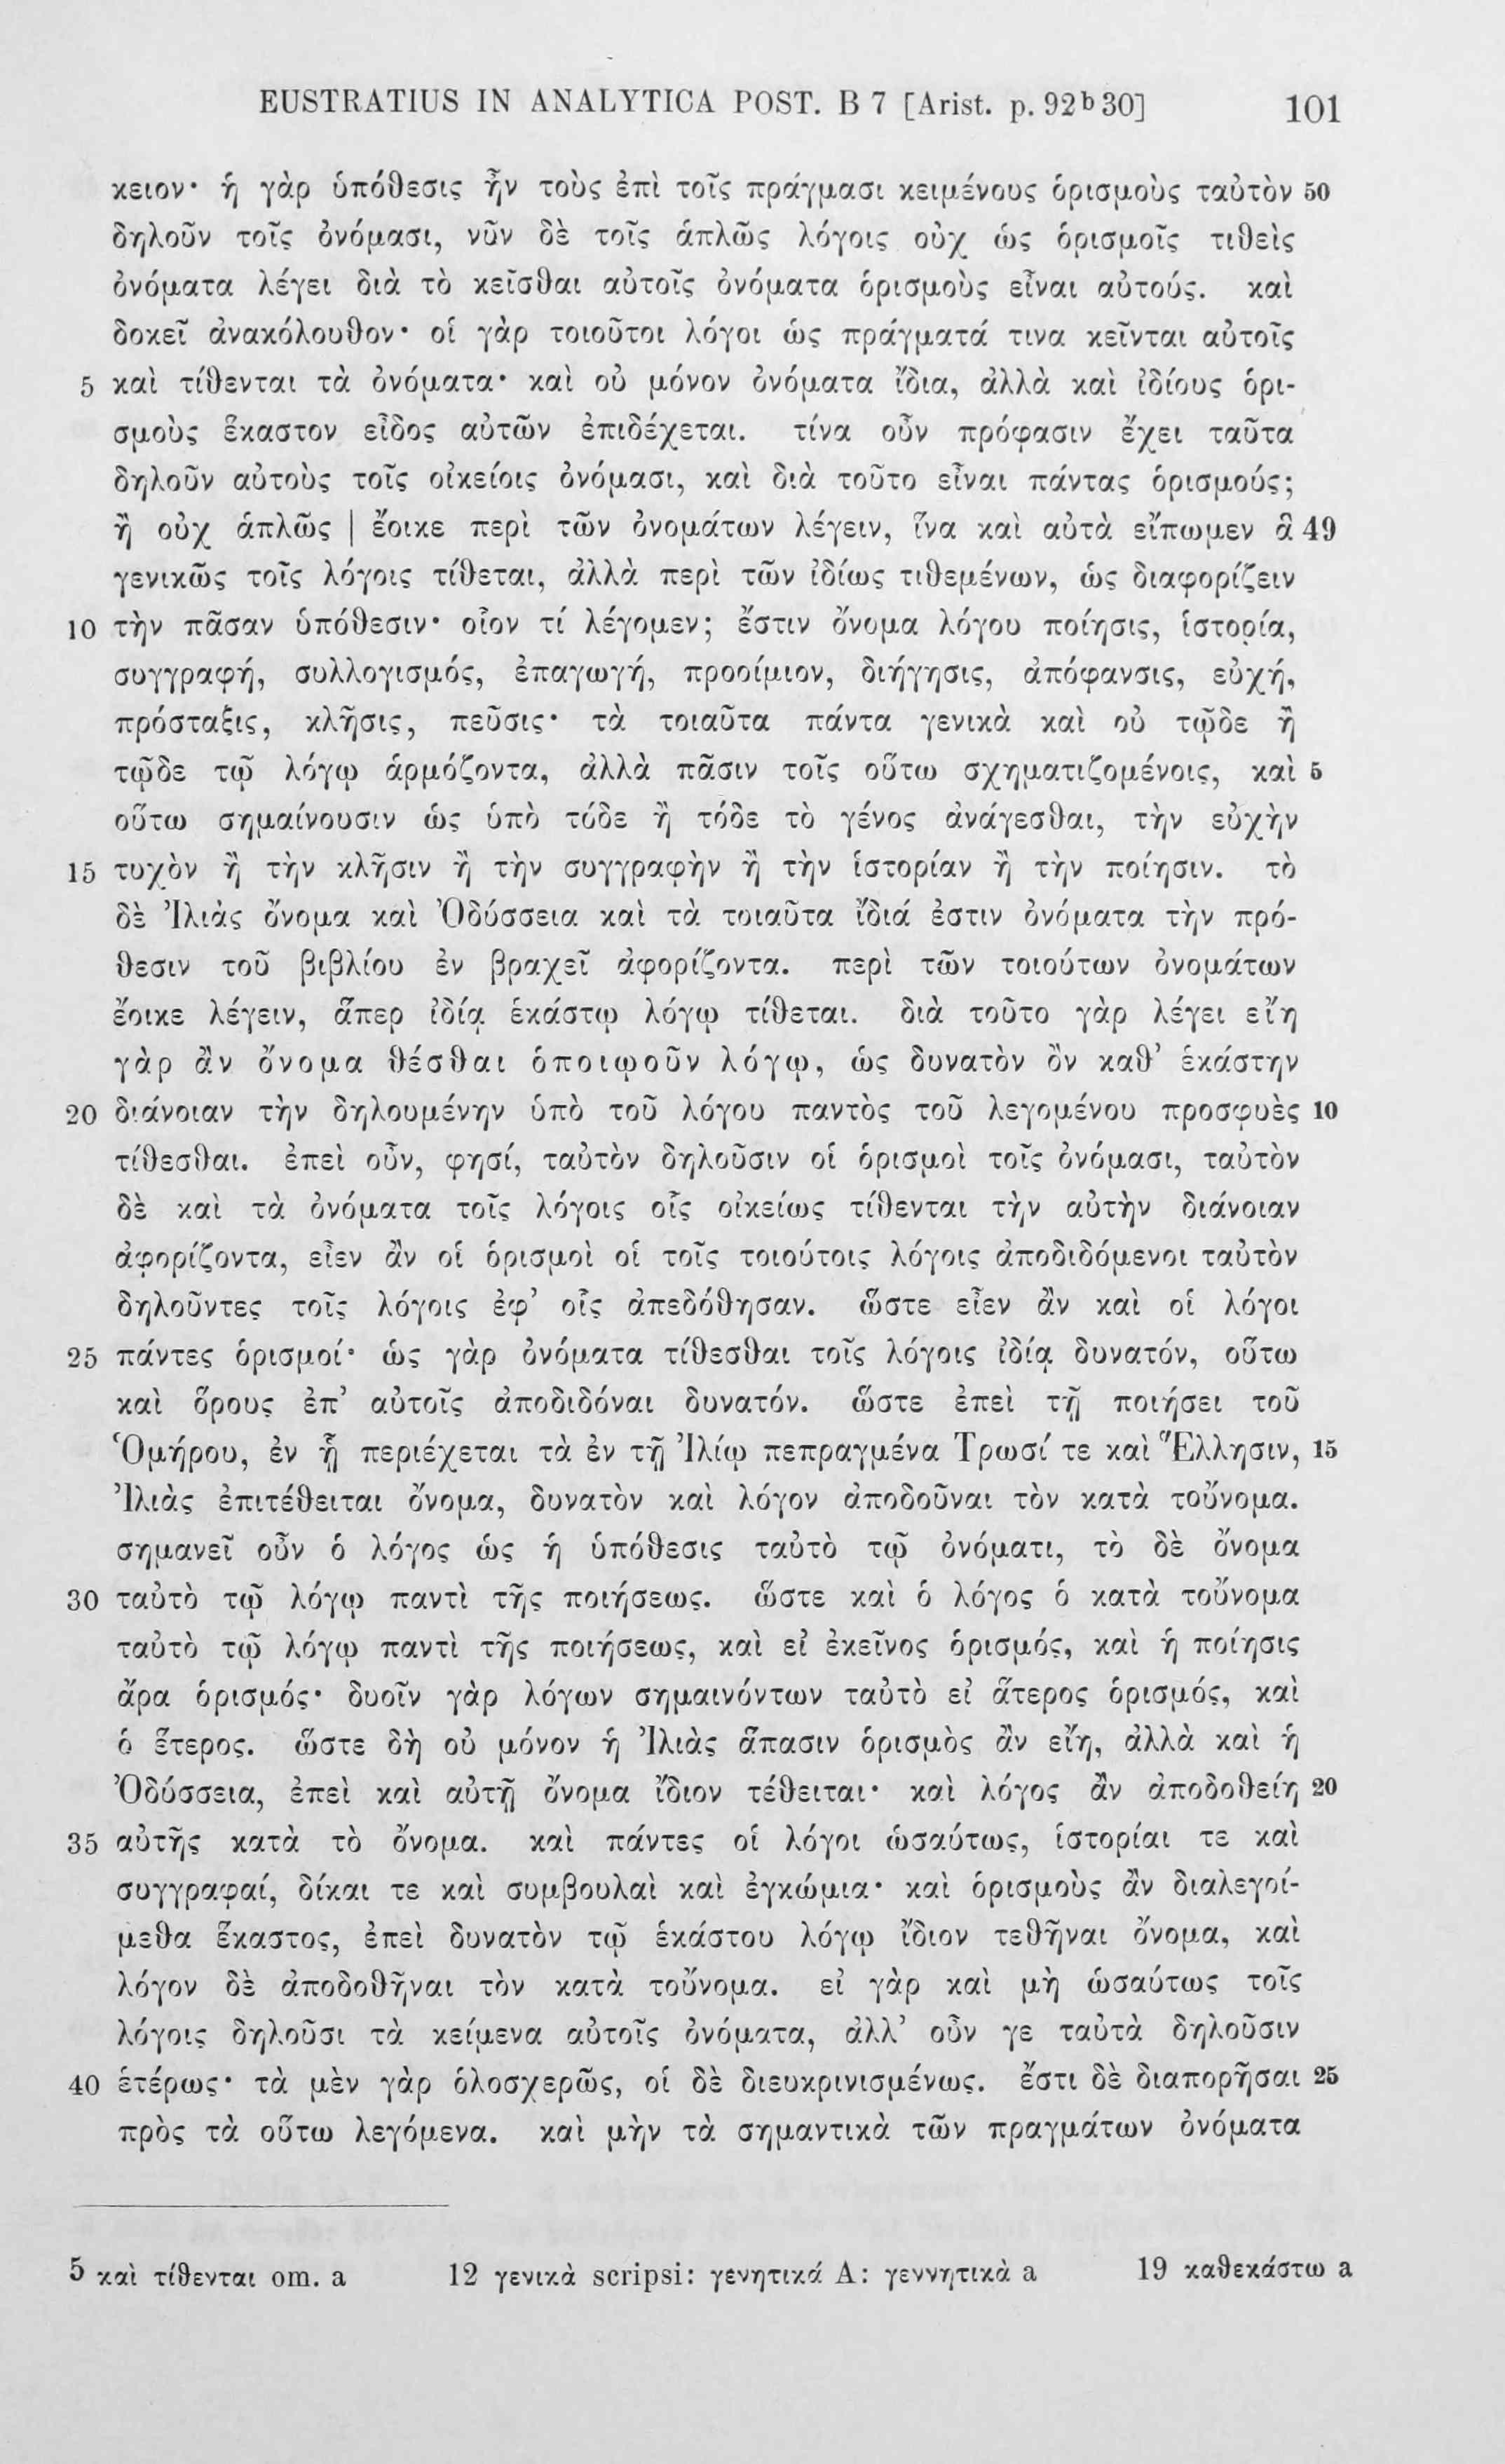 EUSTRATIUS IN ANALYTICA POST. B 7 [Arist. p. 92b30] 101
κειον· ἡ γὰρ ὑπόθεσις ἦν τοὺς ἐπὶ τοῖς πράγμασι κειμένους ὁρισμοὺς ταὐτὸν 50
δηλοῦν τοῖς ὀνόμασι, νῦν δὲ τοῖς ἁπλῶς λόγοις οὐχ ὡς ὁρισμοῖς τιθεὶς
ὀνόματα λέγει διὰ τὸ κεῖσθαι αὐτοῖς ὀνόματα ὁρισμοὺς εἶναι αὐτούς. καὶ
δοκεῖ ἀνακόλουθον· οἱ γὰρ τοιοῦτοι λόγοι ὡς πράγματά τινα κεῖνται αὐτοῖς
5 καὶ τίθενται τὰ ὀνόματα· καὶ οὐ μόνον ὀνόματα ἴδια, ἀλλὰ καὶ ἰδίους ὁρι-
σμοὺς ἕκαστον εἶδος αὐτῶν ἐπιδέχεται. τίνα οὖν πρόφασιν ἔχει ταῦτα
δηλοῦν αὐτοὺς τοῖς οἰκείοις ὀνόμασι, καὶ διὰ τοῦτο εἶναι πάντας ὁρισμούς;
ἢ οὐχ ἁπλῶς | ἔοικε περὶ τῶν ὀνομάτων λέγειν, ἵνα καὶ αὐτὰ εἴπωμεν ἃ 49
γενικῶς τοῖς λόγοις τίθεται, ἀλλὰ περὶ τῶν ἰδίως τιθεμένων, ὡς διαφορίζειν
10 τὴν πᾶσαν ὑπόθεσιν· οἷον τί λέγομεν; ἔστιν ὄνομα λόγου ποίησις, ἱστορία,
συγγραφή, συλλογισμός, ἐπαγωγή, προοίμιον, διήγησις, ἀπόφανσις, εὐχή,
πρόσταξις, κλῆσις, πεῦσις· τὰ τοιαῦτα πάντα γενικὰ καὶ οὐ τῷδε ἢ
τῷδε τῷ λόγῳ ἁρμόζοντα, ἀλλὰ πᾶσιν τοῖς οὕτω σχηματιζομένοις, καὶ 5
οὕτω σημαίνουσιν ὡς ὑπὸ τόδε ἢ τόδε τὸ γένος ἀνάγεσθαι, τὴν εὐχὴν
15 τυχὸν ἢ τὴν κλῆσιν ἢ τὴν συγγραφὴν ἢ τὴν ἱστορίαν ἢ τὴν ποίησιν. τὸ
δὲ Ἰλιὰς ὄνομα καὶ Ὀδύσσεια καὶ τὰ τοιαῦτα ἴδιά ἐστιν ὀνόματα τὴν πρό-
θεσιν τοῦ βιβλίου ἐν βραχεῖ ἀφορίζοντα. περὶ τῶν τοιούτων ὀνομάτων
ἔοικε λέγειν, ἅπερ ἰδίᾳ ἑκάστῳ λόγῳ τίθεται. διὰ τοῦτο γὰρ λέγει εἴη
γὰρ ἂν ὄνομα θέσθαι ὁποιῳοῦν λόγῳ, ὡς δυνατὸν ὂν καθ’ ἑκάστην
20 διάνοιαν τὴν δηλουμένην ὑπὸ τοῦ λόγου παντὸς τοῦ λεγομένου προσφυὲς 10
τίθεσθαι. ἐπεὶ οὖν, φησί, ταὐτὸν δηλοῦσιν οἱ ὁρισμοὶ τοῖς ὀνόμασι, ταὐτὸν
δὲ καὶ τὰ ὀνόματα τοῖς λόγοις οἷς οἰκείως τίθενται τὴν αὐτὴν διάνοιαν
ἀφορίζοντα, εἶεν ἂν οἱ ὁρισμοὶ οἱ τοῖς τοιούτοις λόγοις ἀποδιδόμενοι ταὐτὸν
δηλοῦντες τοῖς λόγοις ἐφ’ οἷς ἀπεδόθησαν. ὥστε εἶεν ἂν καὶ οἱ λόγοι
25 πάντες ὁρισμοί· ὡς γὰρ ὀνόματα τίθεσθαι τοῖς λόγοις ἰδίᾳ δυνατόν, οὕτω
καὶ ὅρους ἐπ’ αὐτοῖς ἀποδιδόναι δυνατόν. ὥστε ἐπεὶ τῇ ποιήσει τοῦ
Ὁμήρου, ἐν ᾗ περιέχεται τὰ ἐν τῇ Ἰλίῳ πεπραγμένα Τρωσί τε καὶ Ἕλλησιν, 15
Ἰλιὰς ἐπιτέθειται ὄνομα, δυνατὸν καὶ λόγον ἀποδοῦναι τὸν κατὰ τοὔνομα.
σημανεῖ οὖν ὁ λόγος ὡς ἡ ὑπόθεσις ταὐτὸ τῷ ὀνόματι, τὸ δὲ ὄνομα
30 ταὐτὸ τῷ λόγῳ παντὶ τῆς ποιήσεως. ὥστε καὶ ὁ λόγος ὁ κατὰ τοὔνομα
ταὐτὸ τῷ λόγῳ παντὶ τῆς ποιήσεως, καὶ εἰ ἐκεῖνος ὁρισμός, καὶ ἡ ποίησις
ἄρα ὁρισμός· δυοῖν γὰρ λόγων σημαινόντων ταὐτὸ εἰ ἅτερος ὁρισμός, καὶ
ὁ ἕτερος. ὥστε δὴ οὐ μόνον ἡ Ἰλιὰς ἅπασιν ὁρισμὸς ἂν εἴη, ἀλλὰ καὶ ἡ
Ὀδύσσεια, ἐπεὶ καὶ αὐτῇ ὄνομα ἴδιον τέθειται· καὶ λόγος ἂν ἀποδοθείη 20
35 αὐτῆς κατὰ τὸ ὄνομα. καὶ πάντες οἱ λόγοι ὡσαύτως, ἱστορίαι τε καὶ
συγγραφαί, δίκαι τε καὶ συμβουλαὶ καὶ ἐγκώμια· καὶ ὁρισμοὺς ἂν διαλεγοί-
μεθα ἕκαστος, ἐπεὶ δυνατὸν τῷ ἑκάστου λόγῳ ἴδιον τεθῆναι ὄνομα, καὶ
λόγον δὲ ἀποδοθῆναι τὸν κατὰ τοὔνομα. εἰ γὰρ καὶ μὴ ὡσαύτως τοῖς
λόγοις δηλοῦσι τὰ κείμενα αὐτοῖς ὀνόματα, ἀλλ’ οὖν γε ταὐτὰ δηλοῦσιν
40 ἑτέρως· τὰ μὲν γὰρ ὁλοσχερῶς, οἱ δὲ διευκρινισμένως. ἔστι δὲ διαπορῆσαι 25
πρὸς τὰ οὕτω λεγόμενα. καὶ μὴν τὰ σημαντικὰ τῶν πραγμάτων ὀνόματα
5 καὶ τίθενται om. a 12 γενικὰ scripsi: γενητικά A: γεννητικὰ a 19 καθεκάστω a